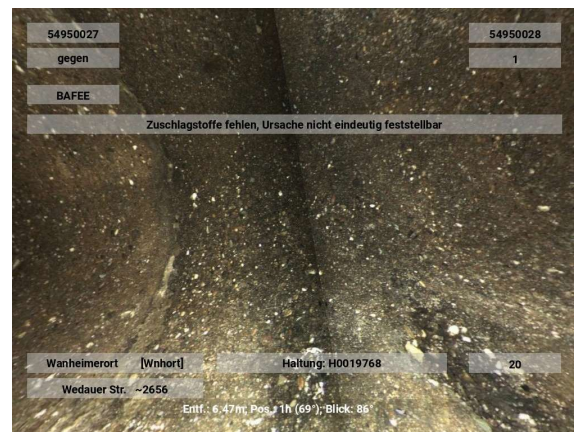 54950027 54950028
gegen 1
BAFEE
Zuschlagstoffe fehlen, Ursache nicht eindeutig feststellbar
Wanheimerort [Wnhort] Haltung: H0019768 20
Wedauer Str. ~2656
Entf.: 6.47m; Pos.: 1h (69°); Blick: 86°